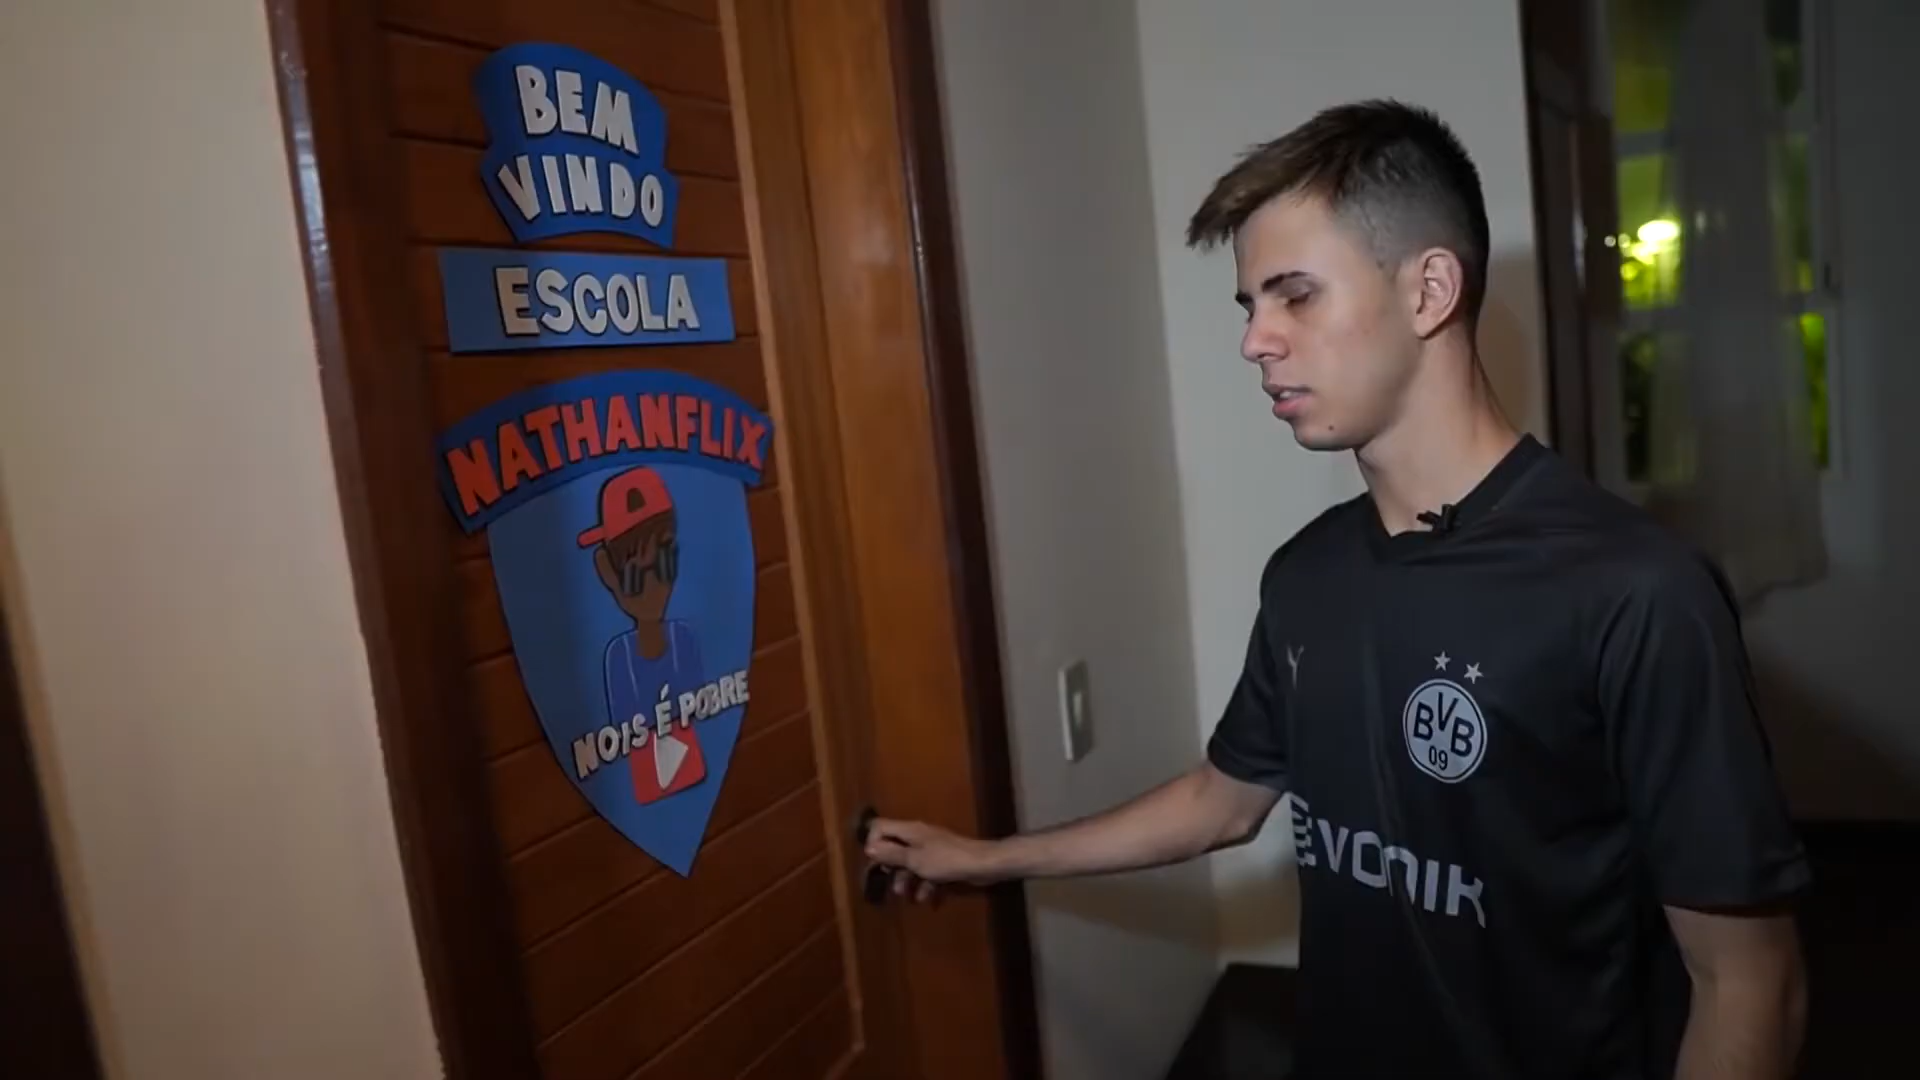 BEM
VINDO
ESCOLA
NATHANFLIX
NOIS É POBRE
BVB
09
EVONIK